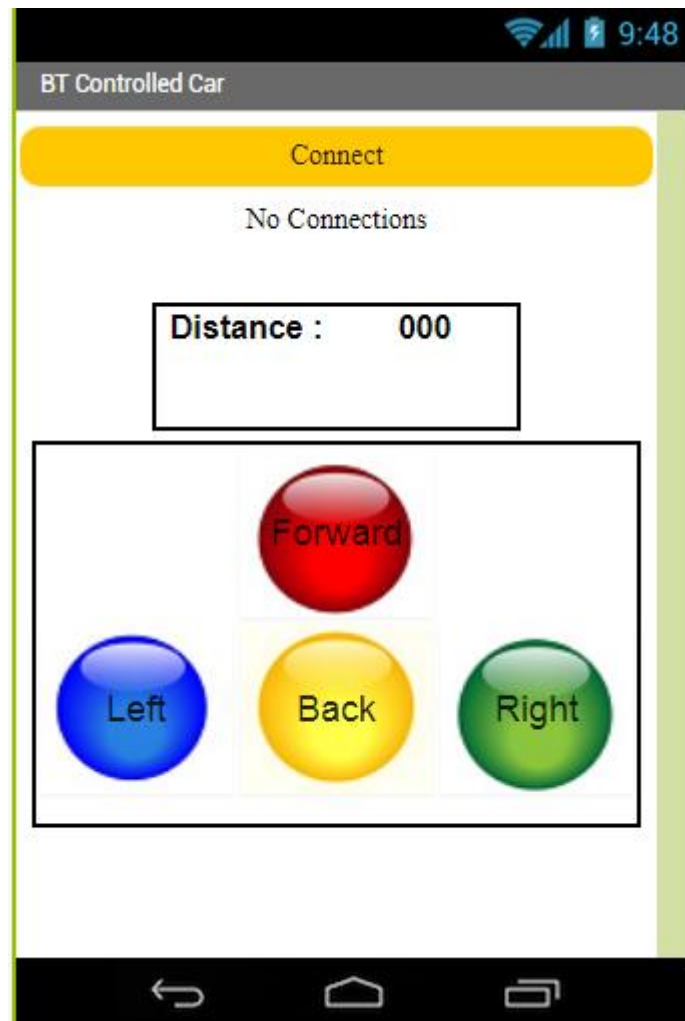 9:48
BT Controlled Car
Connect
No Connections
Distance : 000
Forward
Left Back Right